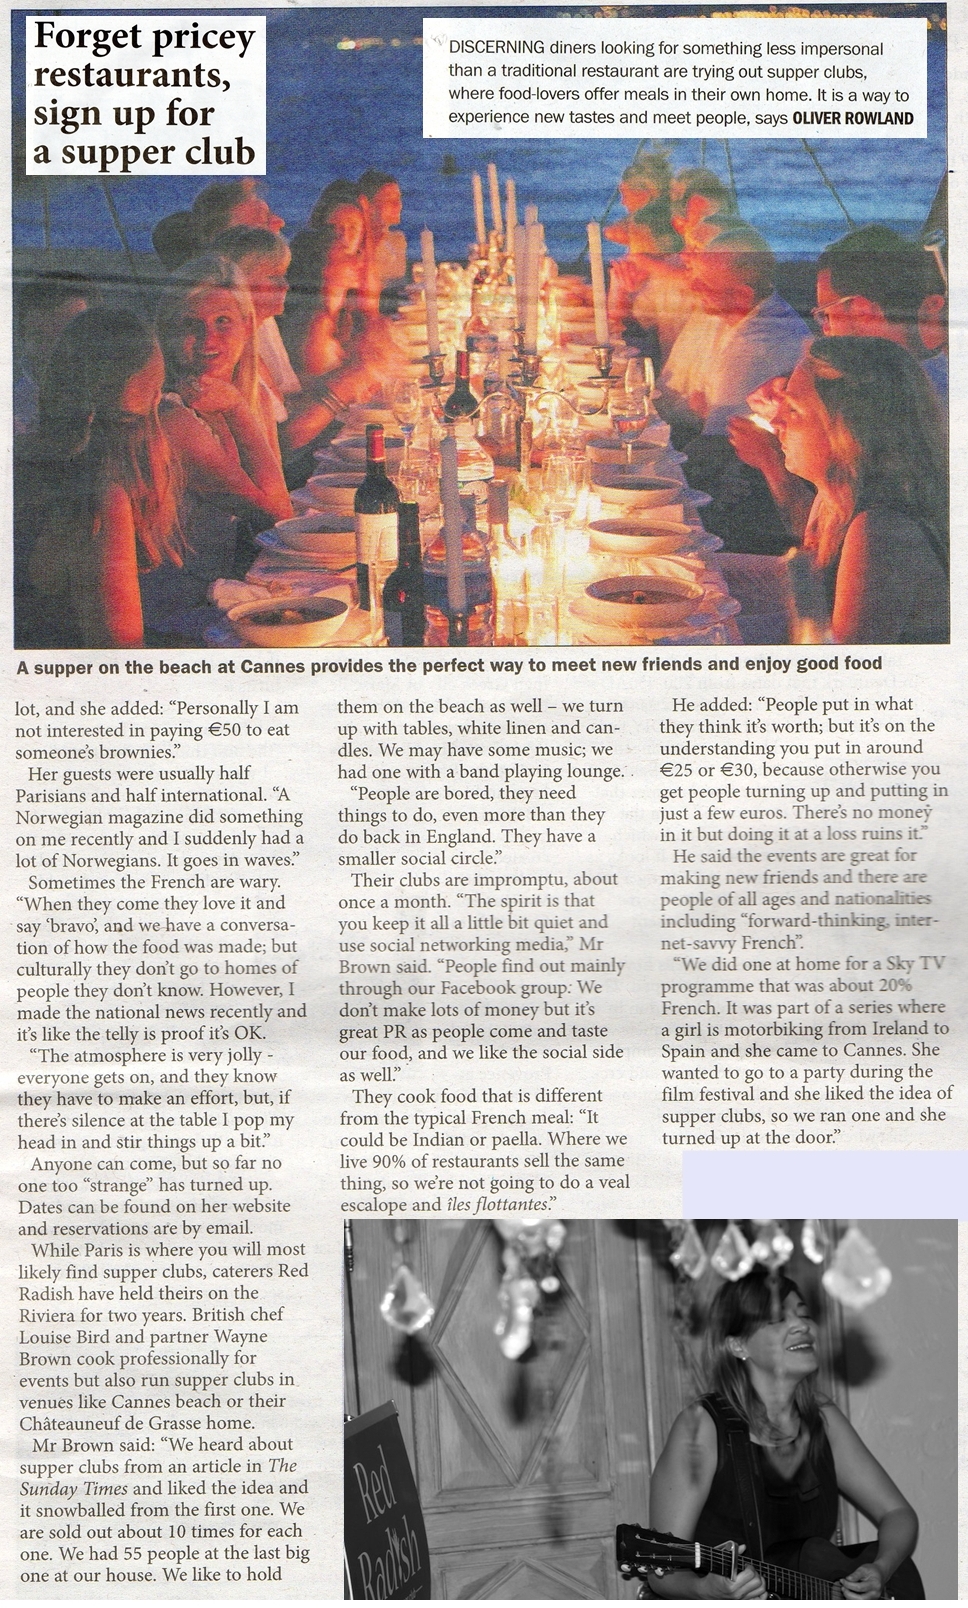 Forget pricey
restaurants,
sign up for
a supper club
DISCERNING diners looking for something less impersonal
than a traditional restaurant are trying out supper clubs,
where food-lovers offer meals in their own home. It is a way to
experience new tastes and meet people, says OLIVER ROWLAND
A supper on the beach at Cannes provides the perfect way to meet new friends and enjoy good food
lot, and she added: “Personally I am
not interested in paying €50 to eat
someone’s brownies.”
Her guests were usually half
Parisians and half international. “A
Norwegian magazine did something
on me recently and I suddenly had a
lot of Norwegians. It goes in waves.”
Sometimes the French are wary.
“When they come they love it and
say ‘bravo’, and we have a conversa-
tion of how the food was made; but
culturally they don’t go to homes of
people they don’t know. However, I
made the national news recently and
it’s like the telly is proof it’s OK.
“The atmosphere is very jolly -
everyone gets on, and they know
they have to make an effort, but, if
there’s silence at the table I pop my
head in and stir things up a bit.”
Anyone can come, but so far no
one too “strange” has turned up.
Dates can be found on her website
and reservations are by email.
While Paris is where you will most
likely find supper clubs, caterers Red
Radish have held theirs on the
Riviera for two years. British chef
Louise Bird and partner Wayne
Brown cook professionally for
events but also run supper clubs in
venues like Cannes beach or their
Châteauneuf de Grasse home.
Mr Brown said: “We heard about
supper clubs from an article in The
Sunday Times and liked the idea and
it snowballed from the first one. We
are sold out about 10 times for each
one. We had 55 people at the last big
one at our house. We like to hold
them on the beach as well – we turn
up with tables, white linen and can-
dles. We may have some music; we
had one with a band playing lounge.
“People are bored, they need
things to do, even more than they
do back in England. They have a
smaller social circle.”
Their clubs are impromptu, about
once a month. “The spirit is that
you keep it all a little bit quiet and
use social networking media,” Mr
Brown said. “People find out mainly
through our Facebook group. We
don’t make lots of money but it’s
great PR as people come and taste
our food, and we like the social side
as well.”
They cook food that is different
from the typical French meal: “It
could be Indian or paella. Where we
live 90% of restaurants sell the same
thing, so we’re not going to do a veal
escalope and îles flottantes.”
He added: “People put in what
they think it’s worth; but it’s on the
understanding you put in around
€25 or €30, because otherwise you
get people turning up and putting in
just a few euros. There’s no money
in it but doing it at a loss ruins it.”
He said the events are great for
making new friends and there are
people of all ages and nationalities
including “forward-thinking, inter-
net-savvy French”.
“We did one at home for a Sky TV
programme that was about 20%
French. It was part of a series where
a girl is motorbiking from Ireland to
Spain and she came to Cannes. She
wanted to go to a party during the
film festival and she liked the idea of
supper clubs, so we ran one and she
turned up at the door.”
Red
Radish